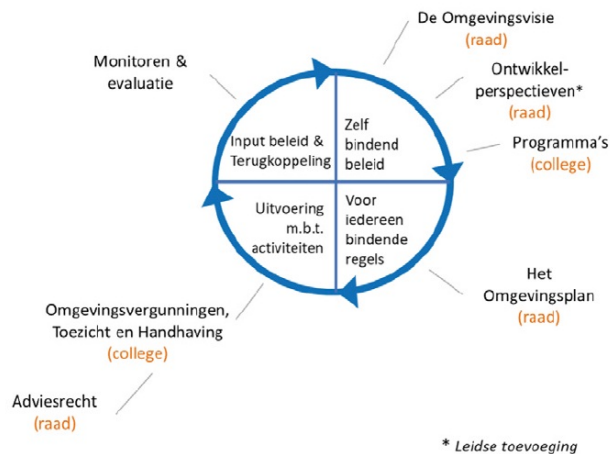 De Omgevingsvisie
(raad)
Monitoren &
evaluatie
Ontwikkel-
perspectieven*
(raad)
Input beleid &
Terugkoppeling
Zelf
bindend
beleid
Programma's
(college)
Uitvoering
m.b.t.
activiteiten
Voor
iedereen
bindende
regels
Het
Omgevingsplan
(raad)
Omgevingsvergunningen,
Toezicht en Handhaving
(college)
Adviesrecht
(raad)
* Leidse toevoeging